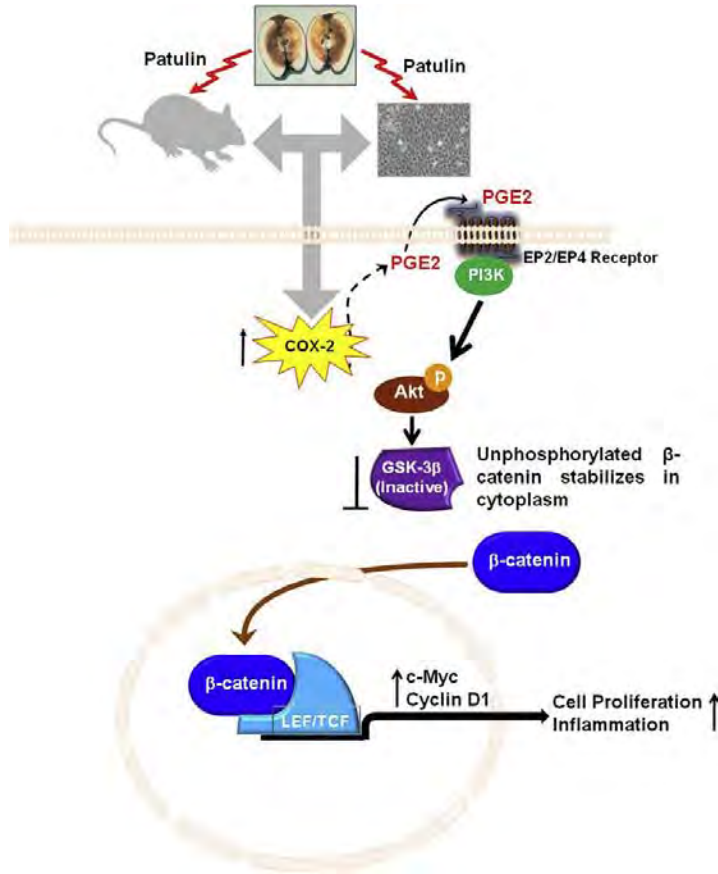 Patulin
Patulin
PGE2
PGE2
EP2/EP4 Receptor
PI3K
COX-2
P
Akt
GSK-3β
(Inactive)
Unphosphorylated β-
catenin stabilizes in
cytoplasm
β-catenin
β-catenin
LEF/TCF
c-Myc
Cyclin D1
Cell Proliferation
Inflammation